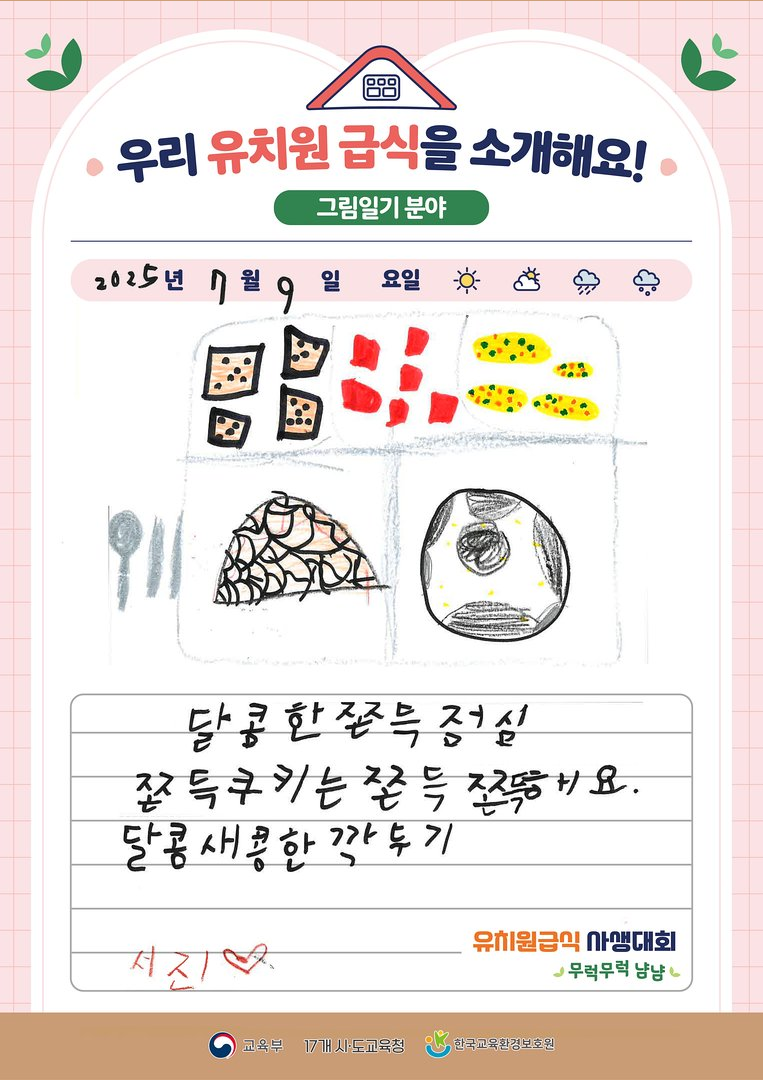 우리 유치원 급식을 소개해요!
그림일기 분야
2025년 7월 9일 요일
달콩한 쫀즉 점심
쫀득쿠키는 쫀득 쫀뜩해요.
달콩새콩한 깍두기
서진♡
유치원급식 사생대회
무럭무럭 냠냠
교육부 17개 시·도교육청 한국교육환경보호원